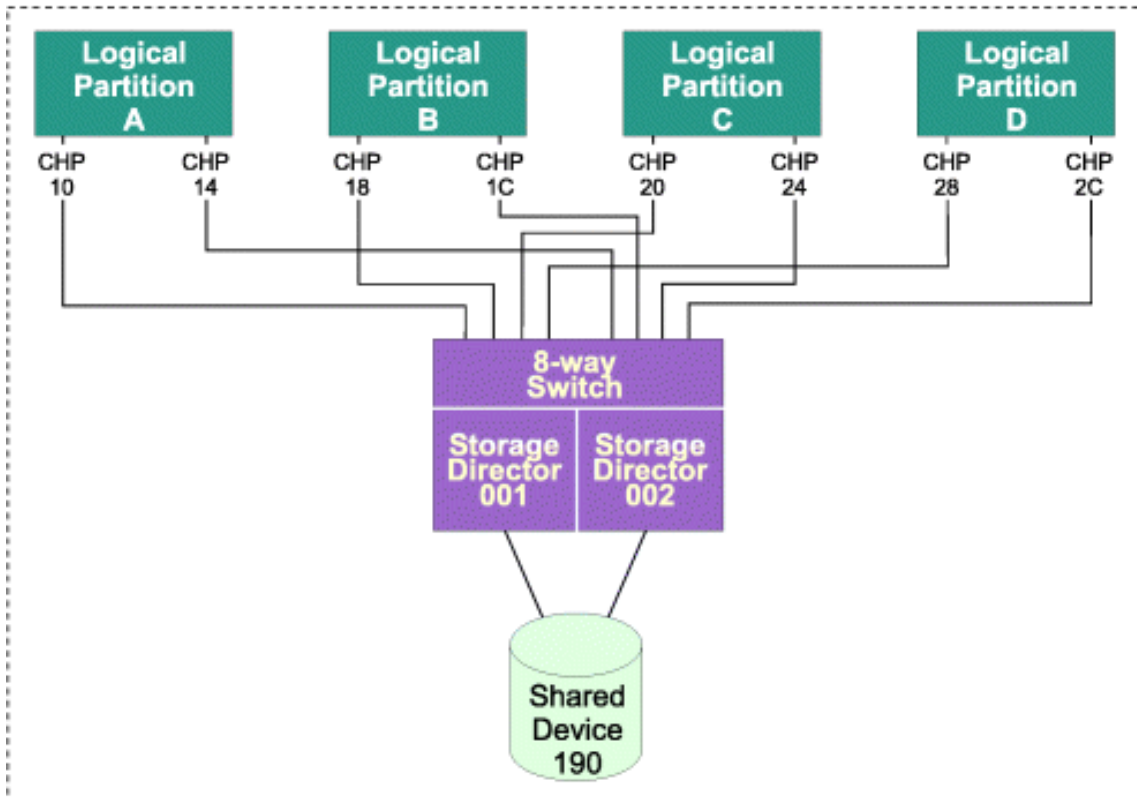 Logical
Partition
A
Logical
Partition
B
Logical
Partition
C
Logical
Partition
D
CHP
10
CHP
14
CHP
18
CHP
1C
CHP
20
CHP
24
CHP
28
CHP
2C
8-way
Switch
Storage
Director
001
Storage
Director
002
Shared
Device
190